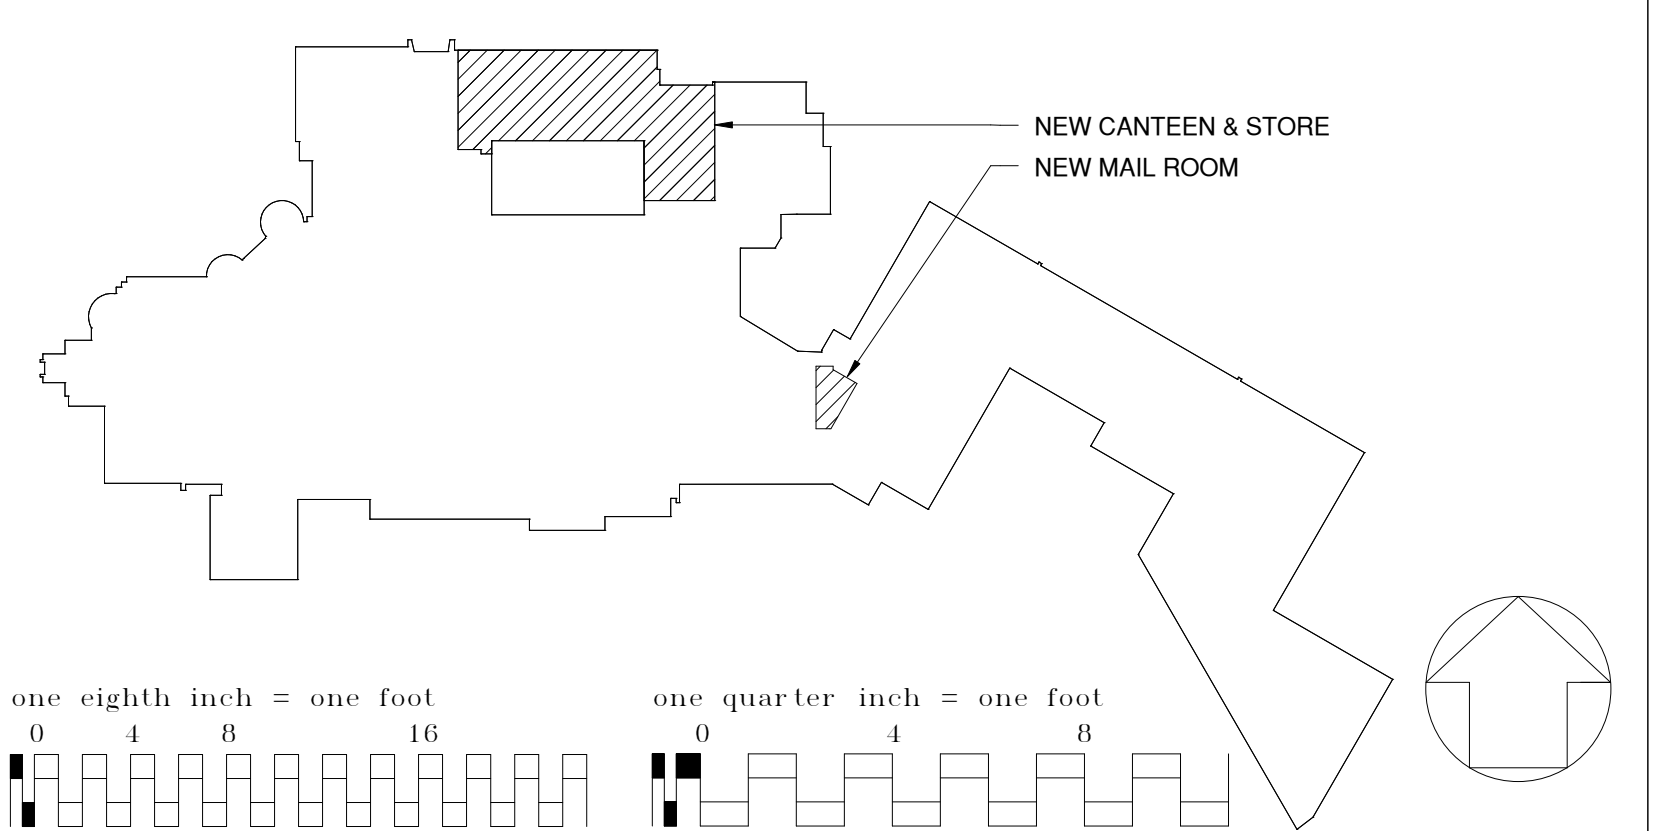 NEW CANTEEN & STORE
NEW MAIL ROOM
one eighth inch = one foot
0 4 8 16
one quarter inch = one foot
0 4 8